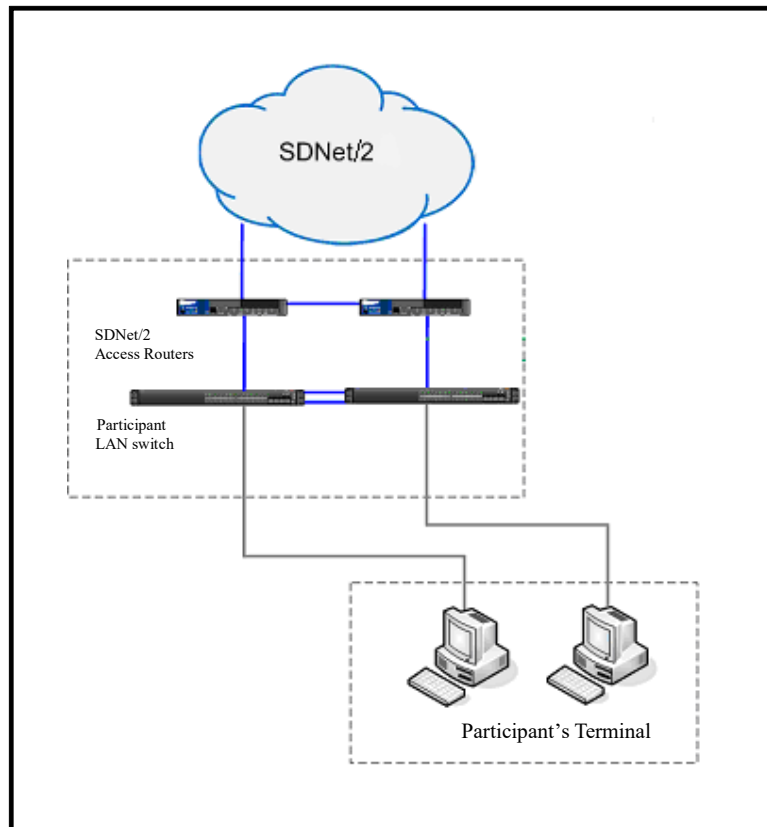 SDNet/2
SDNet/2
Access Routers
Participant
LAN switch
Participant's Terminal